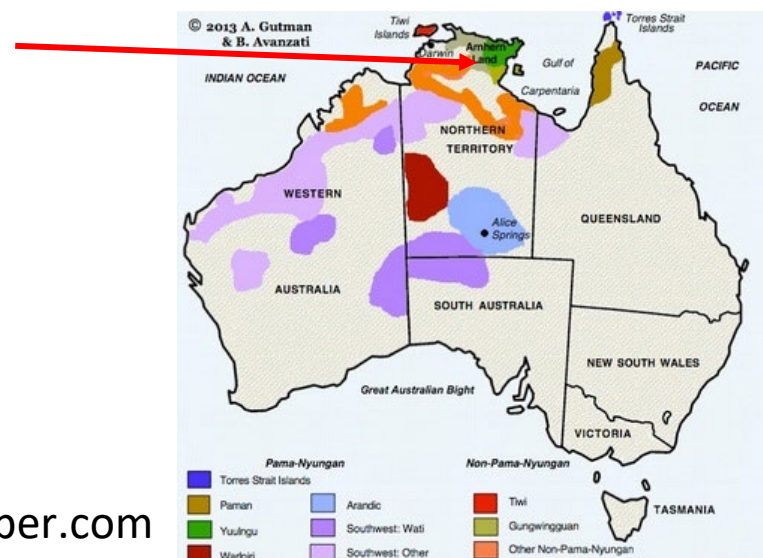 © 2013 A. Gutman
& B. Avanzati
Tiwi
Islands
Torres Strait
Islands
Darwin
Arnhem
Land
Gulf of
Carpentaria
PACIFIC
OCEAN
INDIAN OCEAN
NORTHERN
TERRITORY
WESTERN
AUSTRALIA
Alice
Springs
QUEENSLAND
SOUTH AUSTRALIA
NEW SOUTH WALES
Great Australian Bight
VICTORIA
TASMANIA
Pama-Nyungan
Non-Pama-Nyungan
Torres Strait Islands
Paman
Yuulngu
Arandic
Southwest: Wati
Southwest: Other
Tiwi
Gungwingguan
Other Non-Pama-Nyungan
per.com